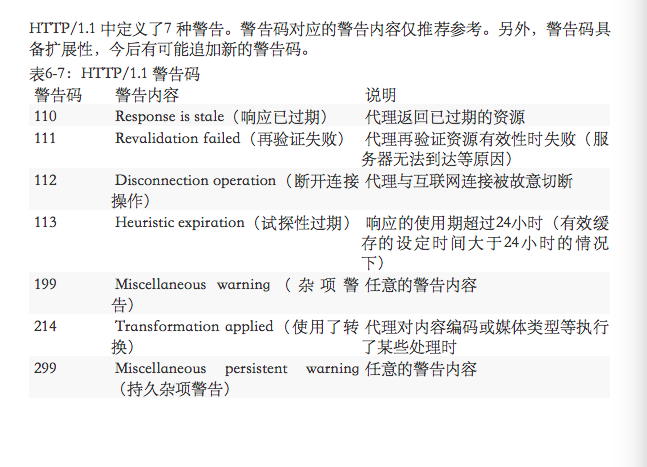 HTTP/1.1 中定义了7 种警告。警告码对应的警告内容仅推荐参考。另外，警告码具
备扩展性，今后有可能追加新的警告码。
表6-7：HTTP/1.1 警告码
警告码 警告内容 说明
110 Response is stale（响应已过期） 代理返回已过期的资源
111 Revalidation failed（再验证失败） 代理再验证资源有效性时失败（服
务器无法到达等原因）
112 Disconnection operation（断开连接 代理与互联网连接被故意切断
操作）
113 Heuristic expiration（试探性过期） 响应的使用期超过24小时（有效缓
存的设定时间大于24小时的情况
下）
199 Miscellaneous warning（杂项警 任意的警告内容
告）
214 Transformation applied（使用了转 代理对内容编码或媒体类型等执行
换） 了某些处理时
299 Miscellaneous persistent warning 任意的警告内容
（持久杂项警告）